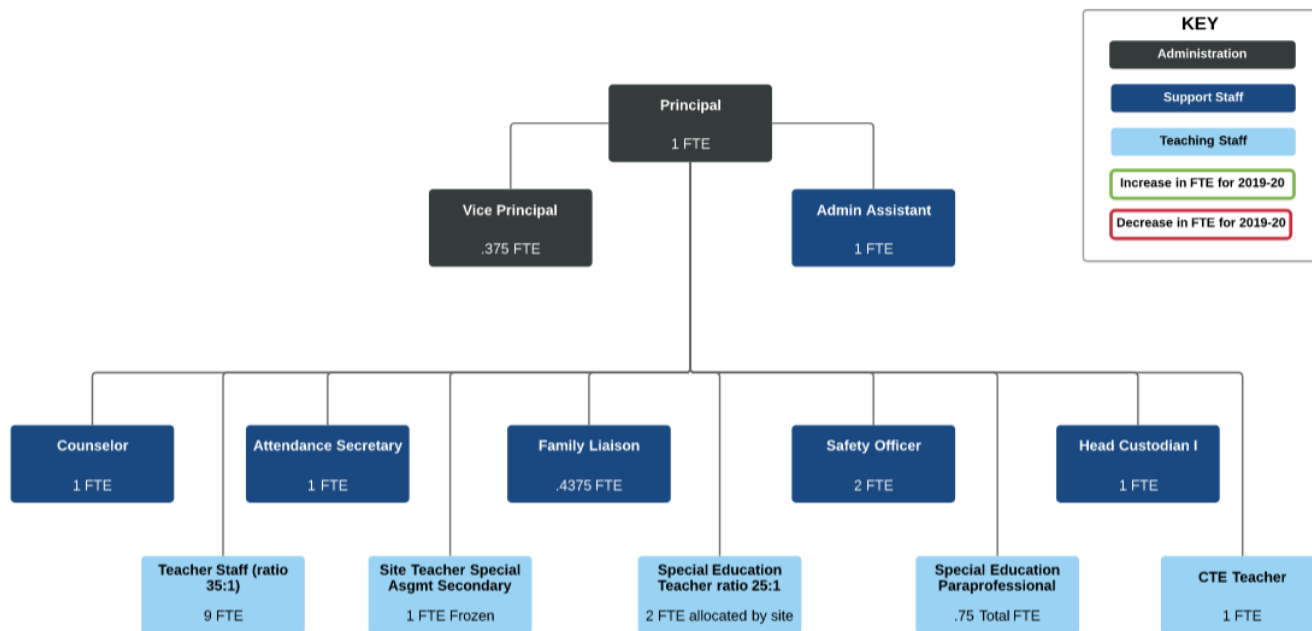 KEY
Administration
Support Staff
Teaching Staff
Increase in FTE for 2019-20
Decrease in FTE for 2019-20
Principal
1 FTE
Vice Principal
.375 FTE
Admin Assistant
1 FTE
Counselor
1 FTE
Attendance Secretary
1 FTE
Family Liaison
.4375 FTE
Safety Officer
2 FTE
Head Custodian I
1 FTE
Teacher Staff (ratio
35:1)
9 FTE
Site Teacher Special
Asgmt Secondary
1 FTE Frozen
Special Education
Teacher ratio 25:1
2 FTE allocated by site
Special Education
Paraprofessional
.75 Total FTE
CTE Teacher
1 FTE